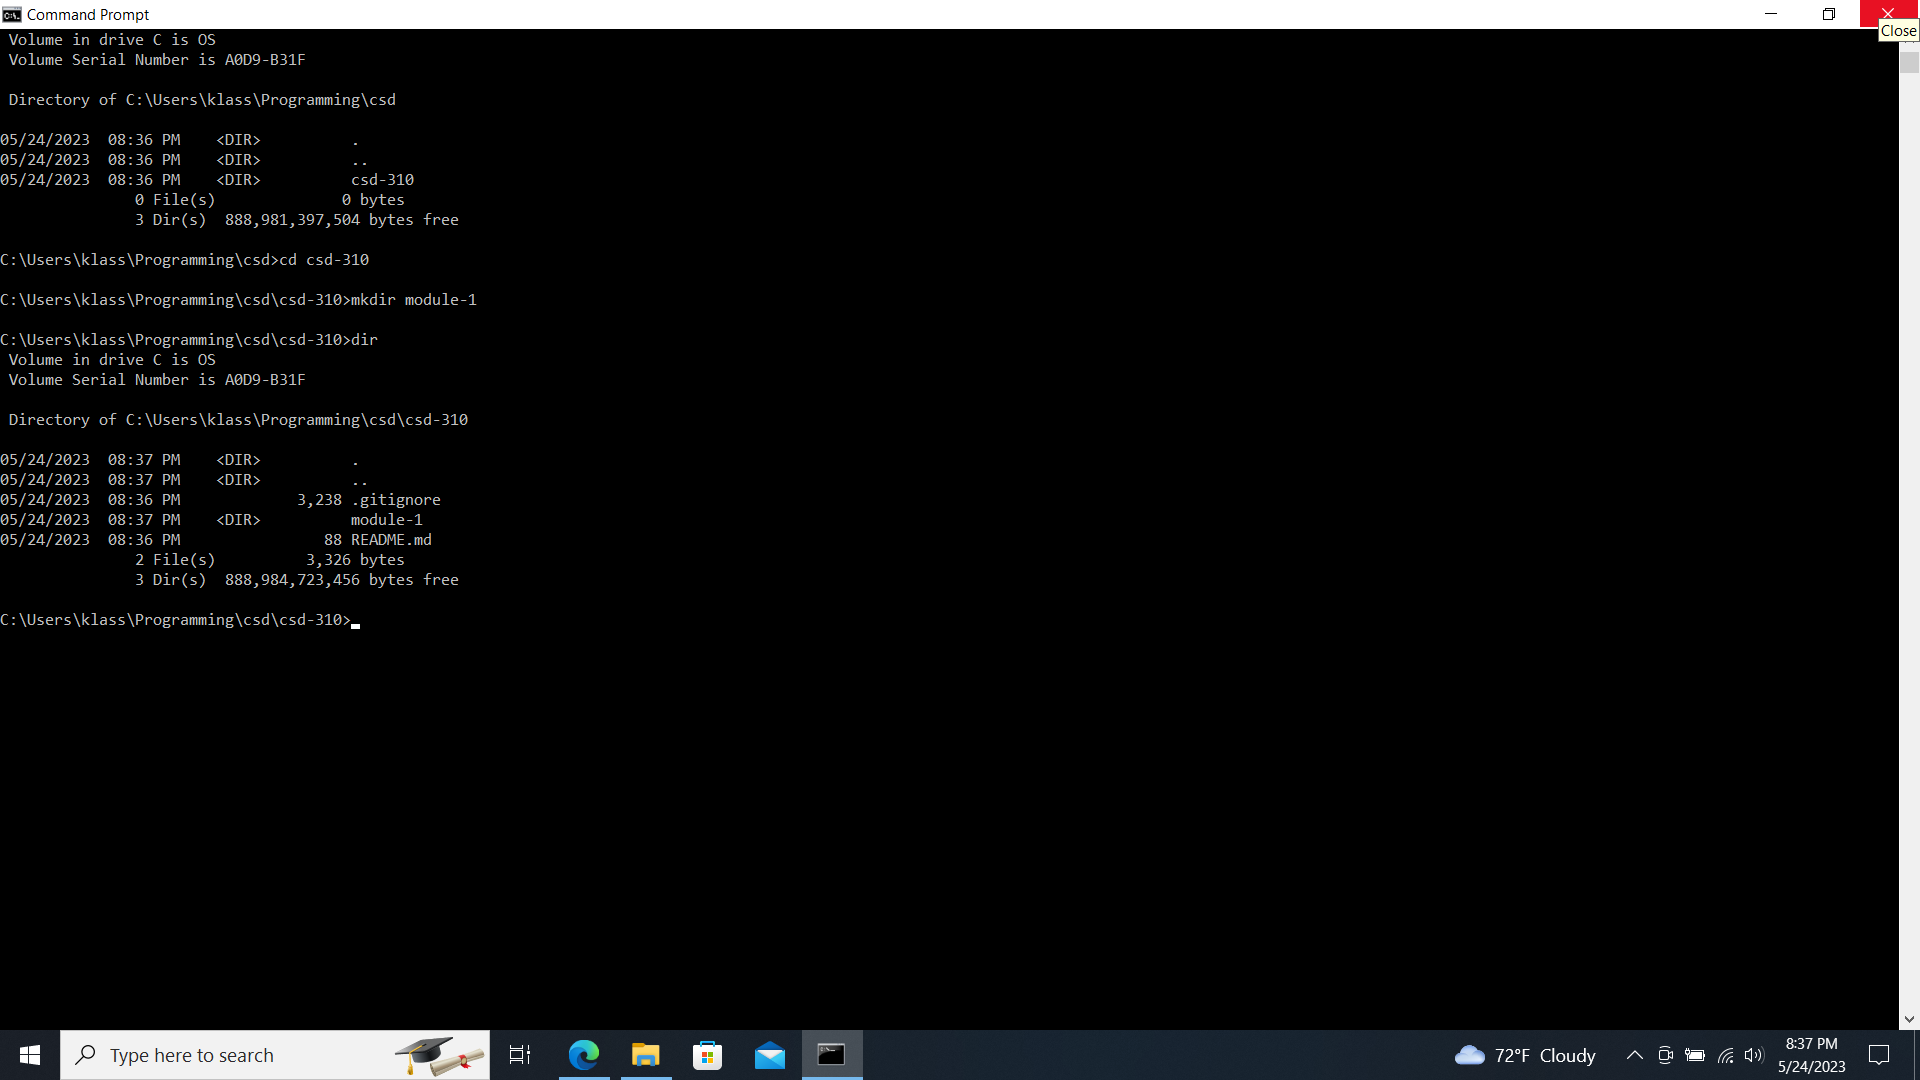 Command Prompt
Close
Volume in drive C is OS
Volume Serial Number is A0D9-B31F
Directory of C:\Users\klass\Programming\csd
05/24/2023  08:36 PM    <DIR>          .
05/24/2023  08:36 PM    <DIR>          ..
05/24/2023  08:36 PM    <DIR>          csd-310
               0 File(s)              0 bytes
               3 Dir(s)  888,981,397,504 bytes free
C:\Users\klass\Programming\csd>cd csd-310
C:\Users\klass\Programming\csd\csd-310>mkdir module-1
C:\Users\klass\Programming\csd\csd-310>dir
 Volume in drive C is OS
 Volume Serial Number is A0D9-B31F
 Directory of C:\Users\klass\Programming\csd\csd-310
05/24/2023  08:37 PM    <DIR>          .
05/24/2023  08:37 PM    <DIR>          ..
05/24/2023  08:36 PM             3,238 .gitignore
05/24/2023  08:37 PM    <DIR>          module-1
05/24/2023  08:36 PM                88 README.md
               2 File(s)          3,326 bytes
               3 Dir(s)  888,984,723,456 bytes free
C:\Users\klass\Programming\csd\csd-310>
Type here to search
72°F Cloudy
8:37 PM
5/24/2023